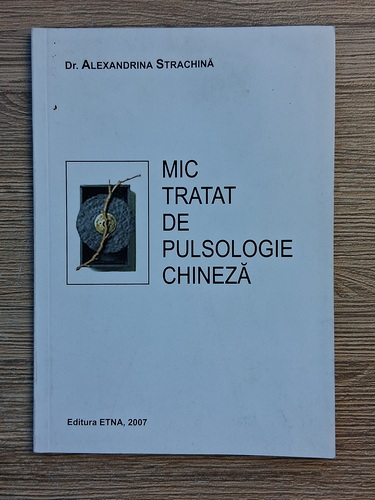 Dr. ALEXANDRINA STRACHINĂ
MIC
TRATAT
DE
PULSOLOGIE
CHINEZĂ
Editura ETNA, 2007